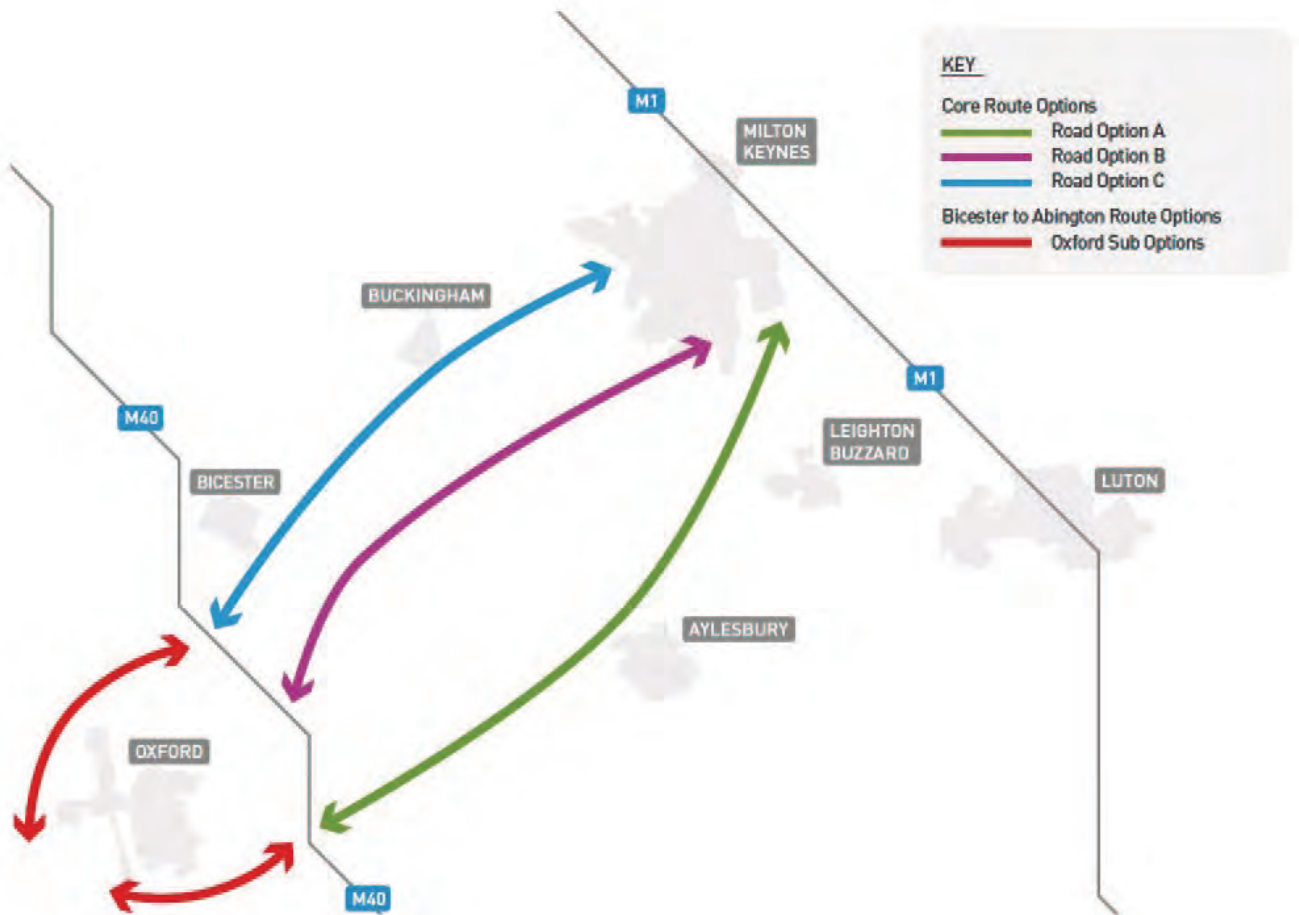 M1
MILTON
KEYNES
KEY
Core Route Options
Road Option A
Road Option B
Road Option C
Bicester to Abington Route Options
Oxford Sub Options
BUCKINGHAM
M1
M40
LEIGHTON
BUZZARD
BICESTER
LUTON
AYLESBURY
OXFORD
M40